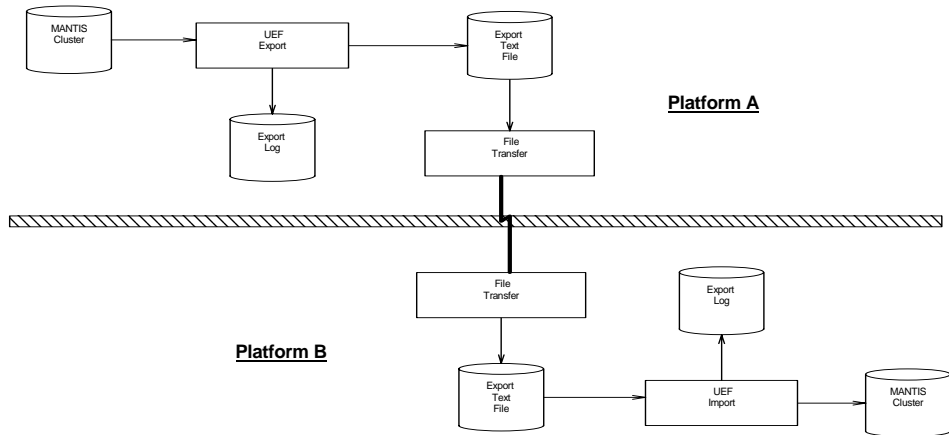 MANTIS
Cluster
UEF
Export
Export
Text
File
Export
Log
Platform A
File
Transfer
File
Transfer
Export
Log
Platform B
Export
Text
File
UEF
Import
MANTIS
Cluster